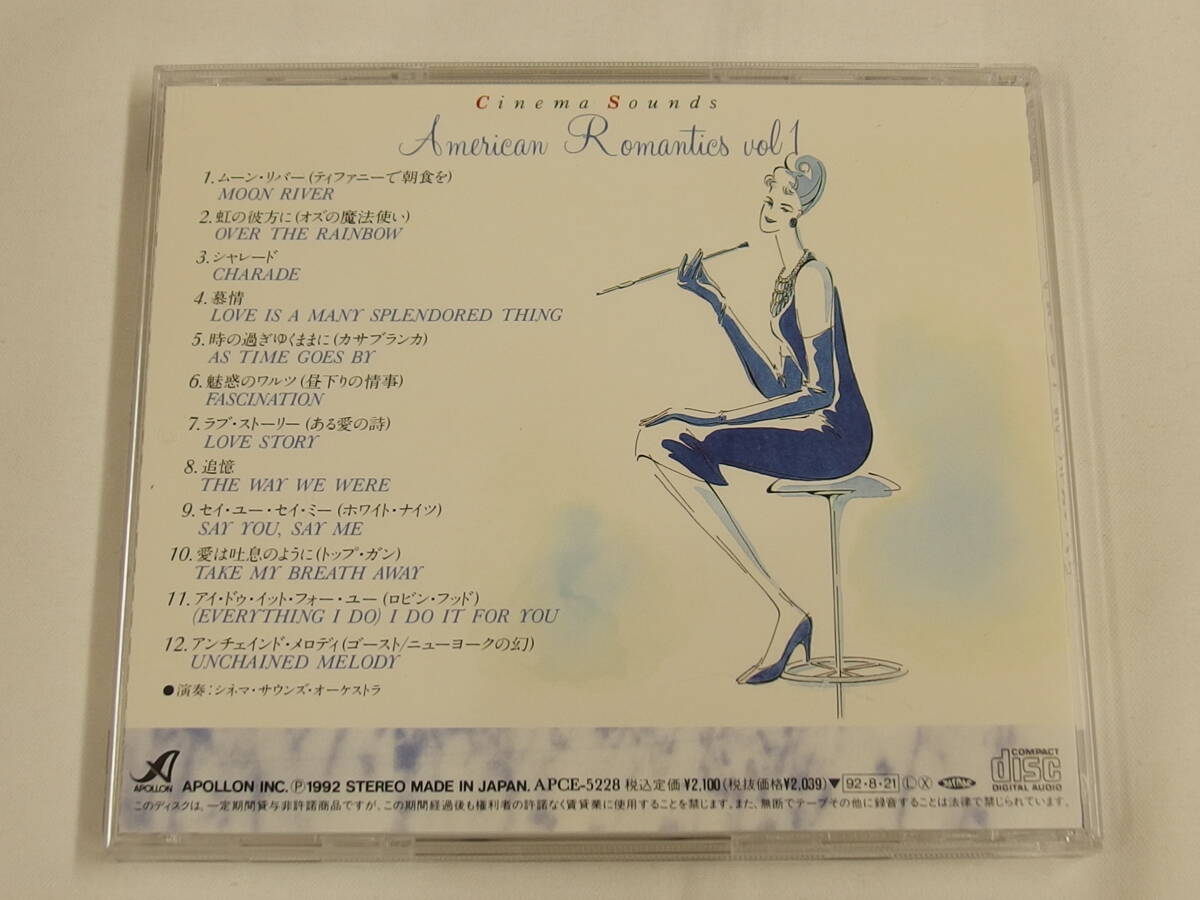 Cinema Sounds
American Romantics vol 1
1. ムーン・リバー (ティファニーで朝食を)
MOON RIVER
2. 虹の彼方に (オズの魔法使い)
OVER THE RAINBOW
3. シャレード
CHARADE
4. 慕情
LOVE IS A MANY SPLENDORED THING
5. 時の過ぎゆくままに (カサブランカ)
AS TIME GOES BY
6. 魅惑のワルツ (昼下りの情事)
FASCINATION
7. ラブ・ストーリー (ある愛の詩)
LOVE STORY
8. 追憶
THE WAY WE WERE
9. セイ・ユー・セイ・ミー (ホワイト・ナイツ)
SAY YOU, SAY ME
10. 愛は吐息のように (トップ・ガン)
TAKE MY BREATH AWAY
11. アイ・ドゥ・イット・フォー・ユー (ロビン・フッド)
(EVERYTHING I DO) I DO IT FOR YOU
12. アンチェインド・メロディ (ゴースト/ニューヨークの幻)
UNCHAINED MELODY
●演奏:シネマ・サウンズ・オーケストラ
APOLLON
APOLLON INC. Ⓟ1992 STEREO MADE IN JAPAN. APCE-5228 税込定価¥2,100(税抜価格¥2,039)▼92・8・21 Ⓛ Ⓧ
COMPACT
disc
DIGITAL AUDIO
このディスクは、一定期間貸与非許諾商品ですが、この期間経過後も権利者の許諾なく賃貸業に使用することを禁じます。また、無断でテープその他に録音することは法律で禁じられています。